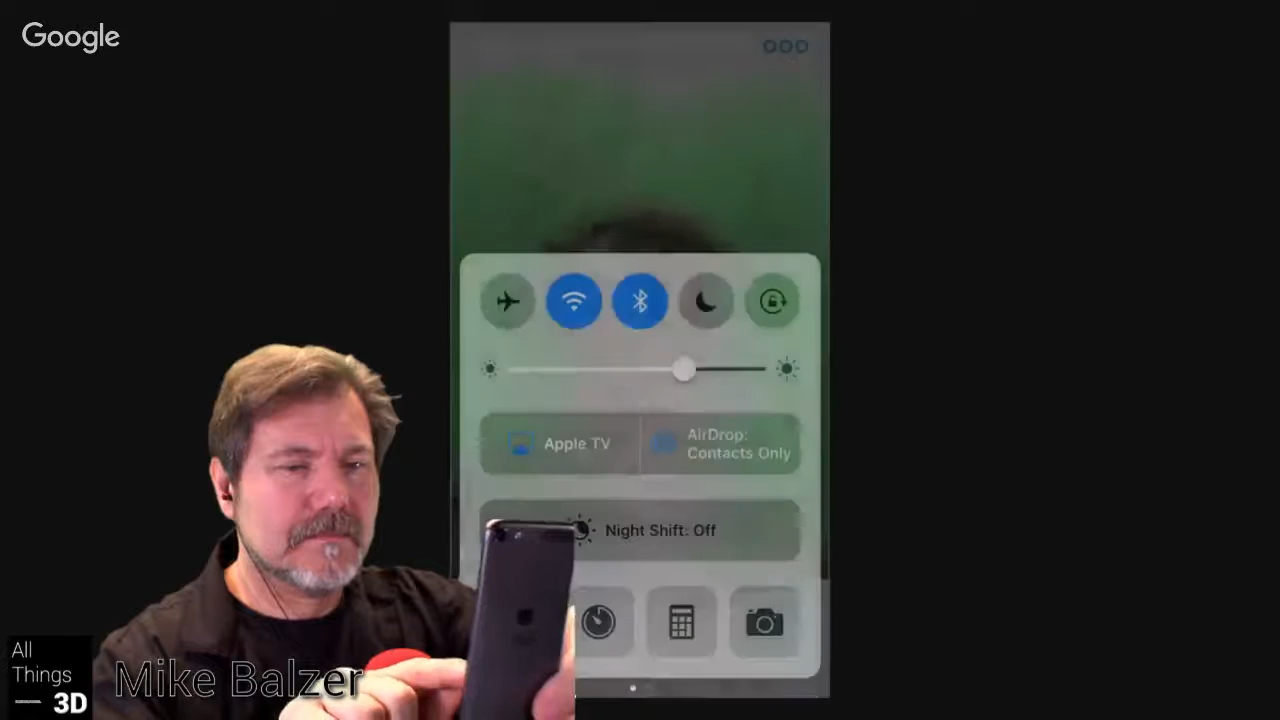 Google
Apple TV
AirDrop:
Contacts Only
Night Shift: Off
All
Things
3D
Mike Balzer